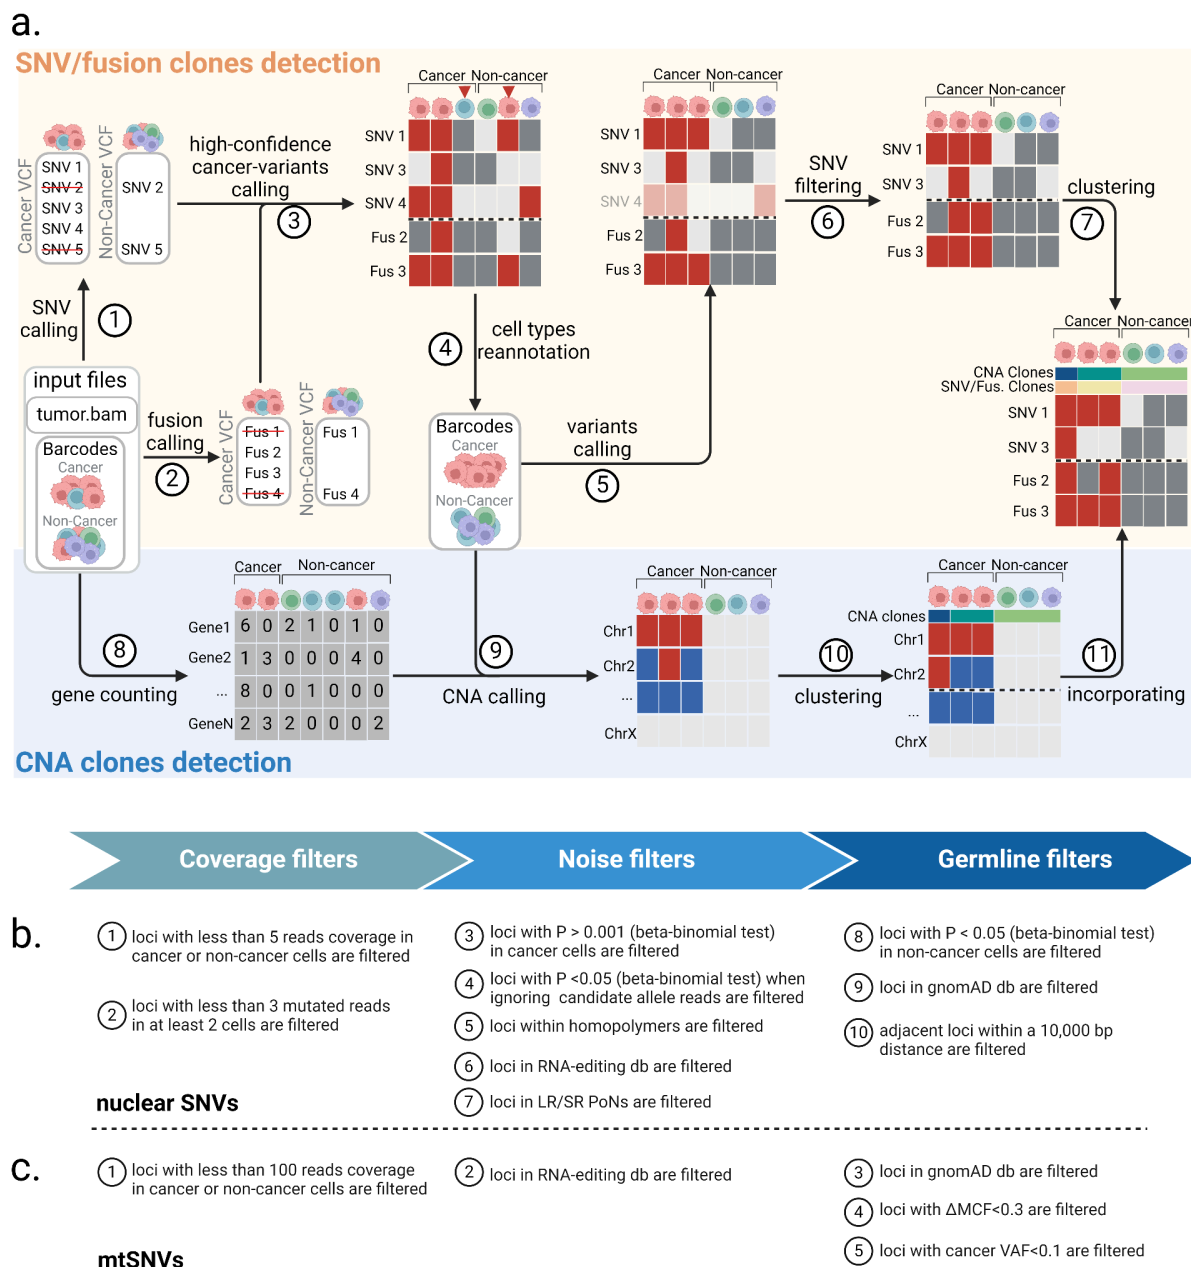 a.
SNV/fusion clones detection
Cancer VCF
SNV 1
SNV 2
SNV 3
SNV 4
SNV 5
Non-Cancer VCF
SNV 2
SNV 5
high-confidence
cancer-variants
calling
3
Cancer Non-cancer
SNV 1
SNV 3
SNV 4
Fus 2
Fus 3
Cancer Non-cancer
SNV 1
SNV 3
SNV 4
Fus 2
Fus 3
SNV
filtering
6
Cancer Non-cancer
SNV 1
SNV 3
Fus 2
Fus 3
clustering
7
SNV
calling
1
input files
tumor.bam
Barcodes
Cancer
Non-Cancer
fusion
calling
2
Cancer VCF
Fus 1
Fus 2
Fus 3
Fus 4
Non-Cancer VCF
Fus 1
Fus 4
4
cell types
reannotation
Barcodes
Cancer
Non-Cancer
variants
calling
5
Cancer Non-cancer
CNA Clones
SNV/Fus. Clones
SNV 1
SNV 3
Fus 2
Fus 3
8
gene counting
Cancer Non-cancer
Gene1 6 0 2 1 0 1 0
Gene2 1 3 0 0 0 4 0
... 8 0 0 1 0 0 0
GeneN 2 3 2 0 0 0 2
9
CNA calling
Cancer Non-cancer
Chr1
Chr2
...
ChrX
10
clustering
Cancer Non-cancer
CNA clones
Chr1
Chr2
...
ChrX
11
incorporating
CNA clones detection
Coverage filters
Noise filters
Germline filters
b.
1 loci with less than 5 reads coverage in
cancer or non-cancer cells are filtered
2 loci with less than 3 mutated reads
in at least 2 cells are filtered
nuclear SNVs
3 loci with P > 0.001 (beta-binomial test)
in cancer cells are filtered
4 loci with P <0.05 (beta-binomial test) when
ignoring candidate allele reads are filtered
5 loci within homopolymers are filtered
6 loci in RNA-editing db are filtered
7 loci in LR/SR PoNs are filtered
8 loci with P < 0.05 (beta-binomial test)
in non-cancer cells are filtered
9 loci in gnomAD db are filtered
10 adjacent loci within a 10,000 bp
distance are filtered
c.
1 loci with less than 100 reads coverage
in cancer or non-cancer cells are filtered
mtSNVs
2 loci in RNA-editing db are filtered
3 loci in gnomAD db are filtered
4 loci with ΔMCF<0.3 are filtered
5 loci with cancer VAF<0.1 are filtered